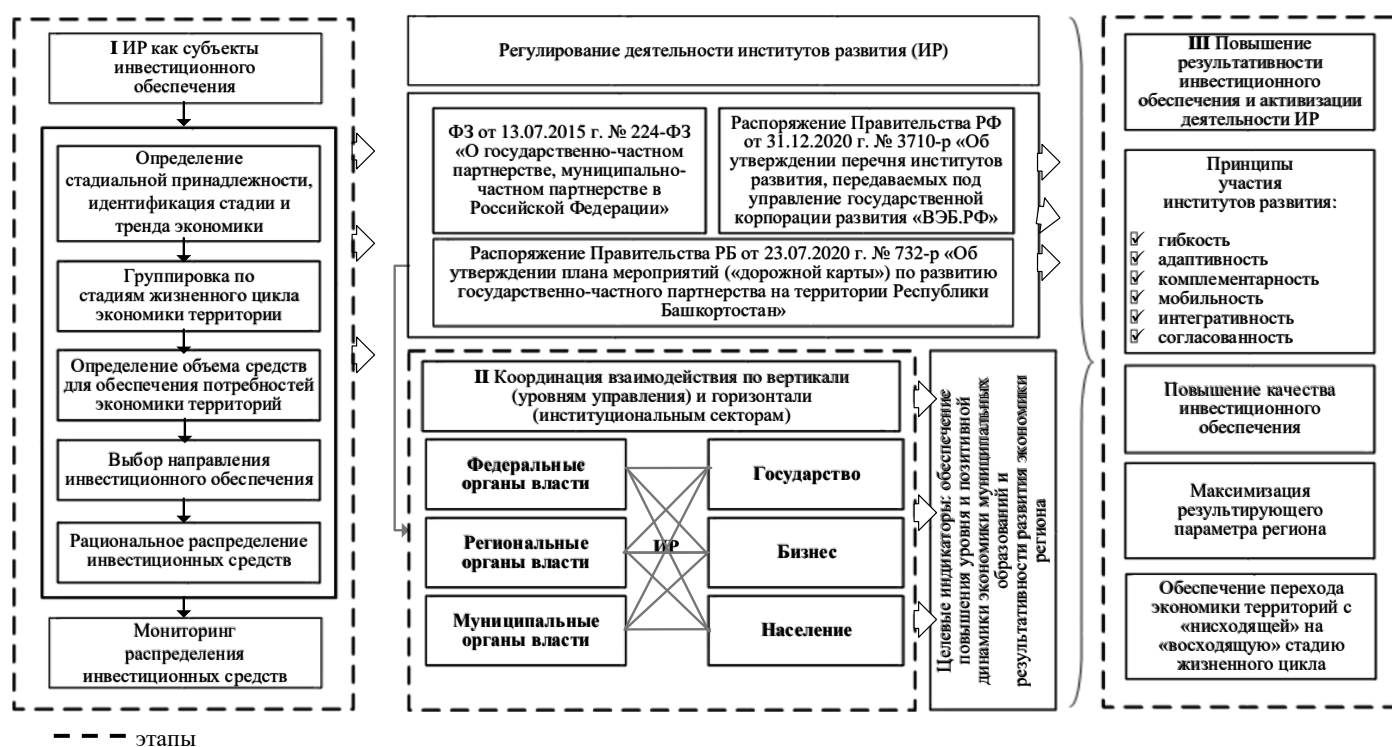 I ИР как субъекты
инвестиционного
обеспечения
Определение
стадиальной принадлежности,
идентификация стадии и
тренда экономики
Группировка по
стадиям жизненного цикла
экономики территории
Определение объема средств
для обеспечения потребностей
экономики территорий
Выбор направления
инвестиционного обеспечения
Рациональное распределение
инвестиционных средств
Мониторинг
распределения
инвестиционных средств
Регулирование деятельности институтов развития (ИР)
ФЗ от 13.07.2015 г. № 224-ФЗ
«О государственно-частном
партнерстве, муниципально-
частном партнерстве в
Российской Федерации»
Распоряжение Правительства РФ
от 31.12.2020 г. № 3710-р «Об
утверждении перечня институтов
развития, передаваемых под
управление государственной
корпорации развития «ВЭБ.РФ»
Распоряжение Правительства РБ от 23.07.2020 г. № 732-р «Об
утверждении плана мероприятий («дорожной карты») по развитию
государственно-частного партнерства на территории Республики
Башкортостан»
II Координация взаимодействия по вертикали
(уровням управления) и горизонтали
(институциональным секторам)
Федеральные
органы власти
Региональные
органы власти
Муниципальные
органы власти
ИР
Государство
Бизнес
Население
Целевые индикаторы: обеспечение
повышения уровня и позитивной
динамики экономики муниципальных
образований и
результативности развития экономики
региона
III Повышение
результативности
инвестиционного
обеспечения и активизации
деятельности ИР
Принципы
участия
институтов развития:
гибкость
адаптивность
комплементарность
мобильность
интегративность
согласованность
Повышение качества
инвестиционного
обеспечения
Максимизация
результирующего
параметра региона
Обеспечение перехода
экономики территорий с
«нисходящей» на
«восходящую» стадию
жизненного цикла
этапы